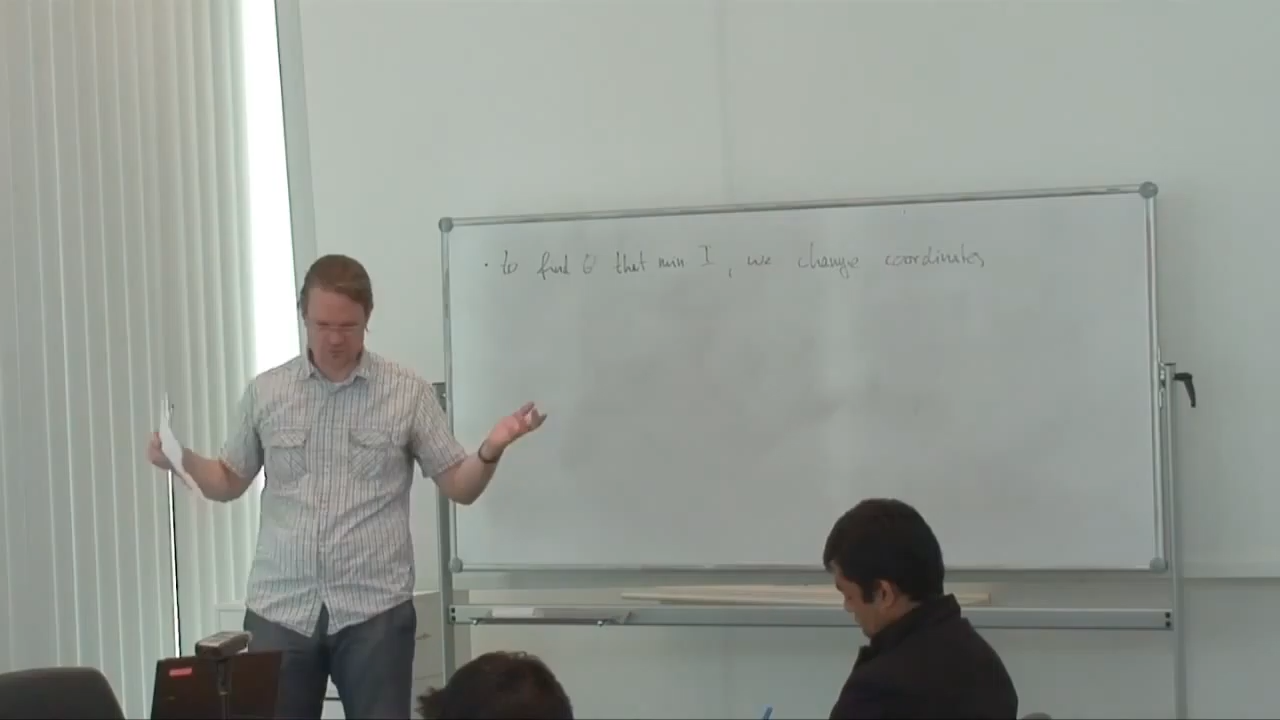 · to find θ that min I, we change coordinates